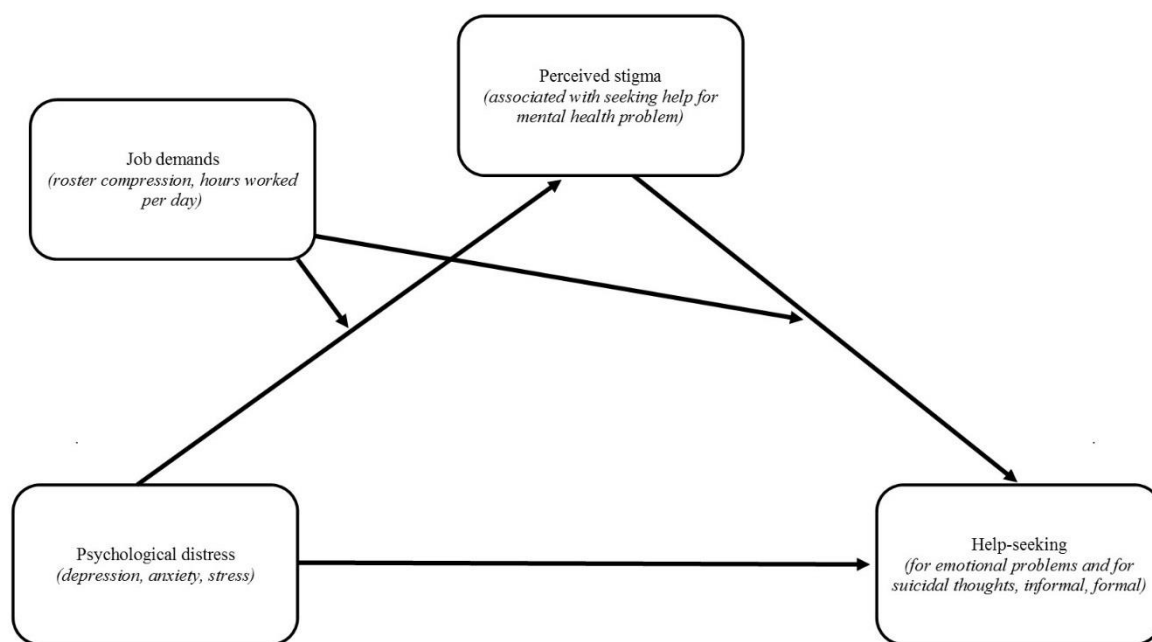 Perceived stigma
(associated with seeking help for
mental health problem)
Job demands
(roster compression, hours worked
per day)
Psychological distress
(depression, anxiety, stress)
Help-seeking
(for emotional problems and for
suicidal thoughts, informal, formal)